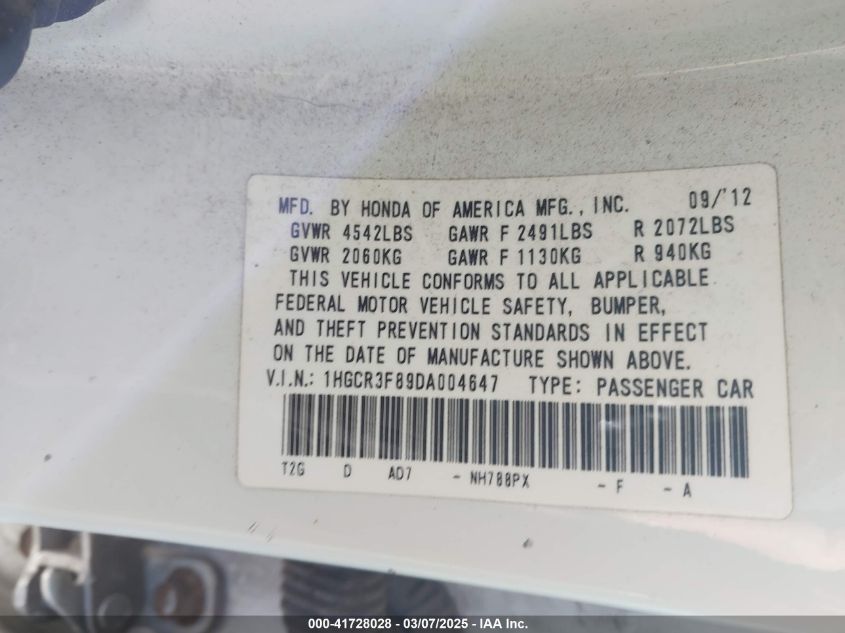 MFD. BY HONDA OF AMERICA MFG., INC. 09/'12
GVWR 4542LBS GAWR F 2491LBS R 2072LBS
GVWR 2060KG GAWR F 1130KG R 940KG
THIS VEHICLE CONFORMS TO ALL APPLICABLE
FEDERAL MOTOR VEHICLE SAFETY, BUMPER,
AND THEFT PREVENTION STANDARDS IN EFFECT
ON THE DATE OF MANUFACTURE SHOWN ABOVE.
V.I.N.: 1HGCR3F89DA004647 TYPE: PASSENGER CAR
T2G D AD7 - NH788PX - F - A
000-41728028 - 03/07/2025 - IAA Inc.